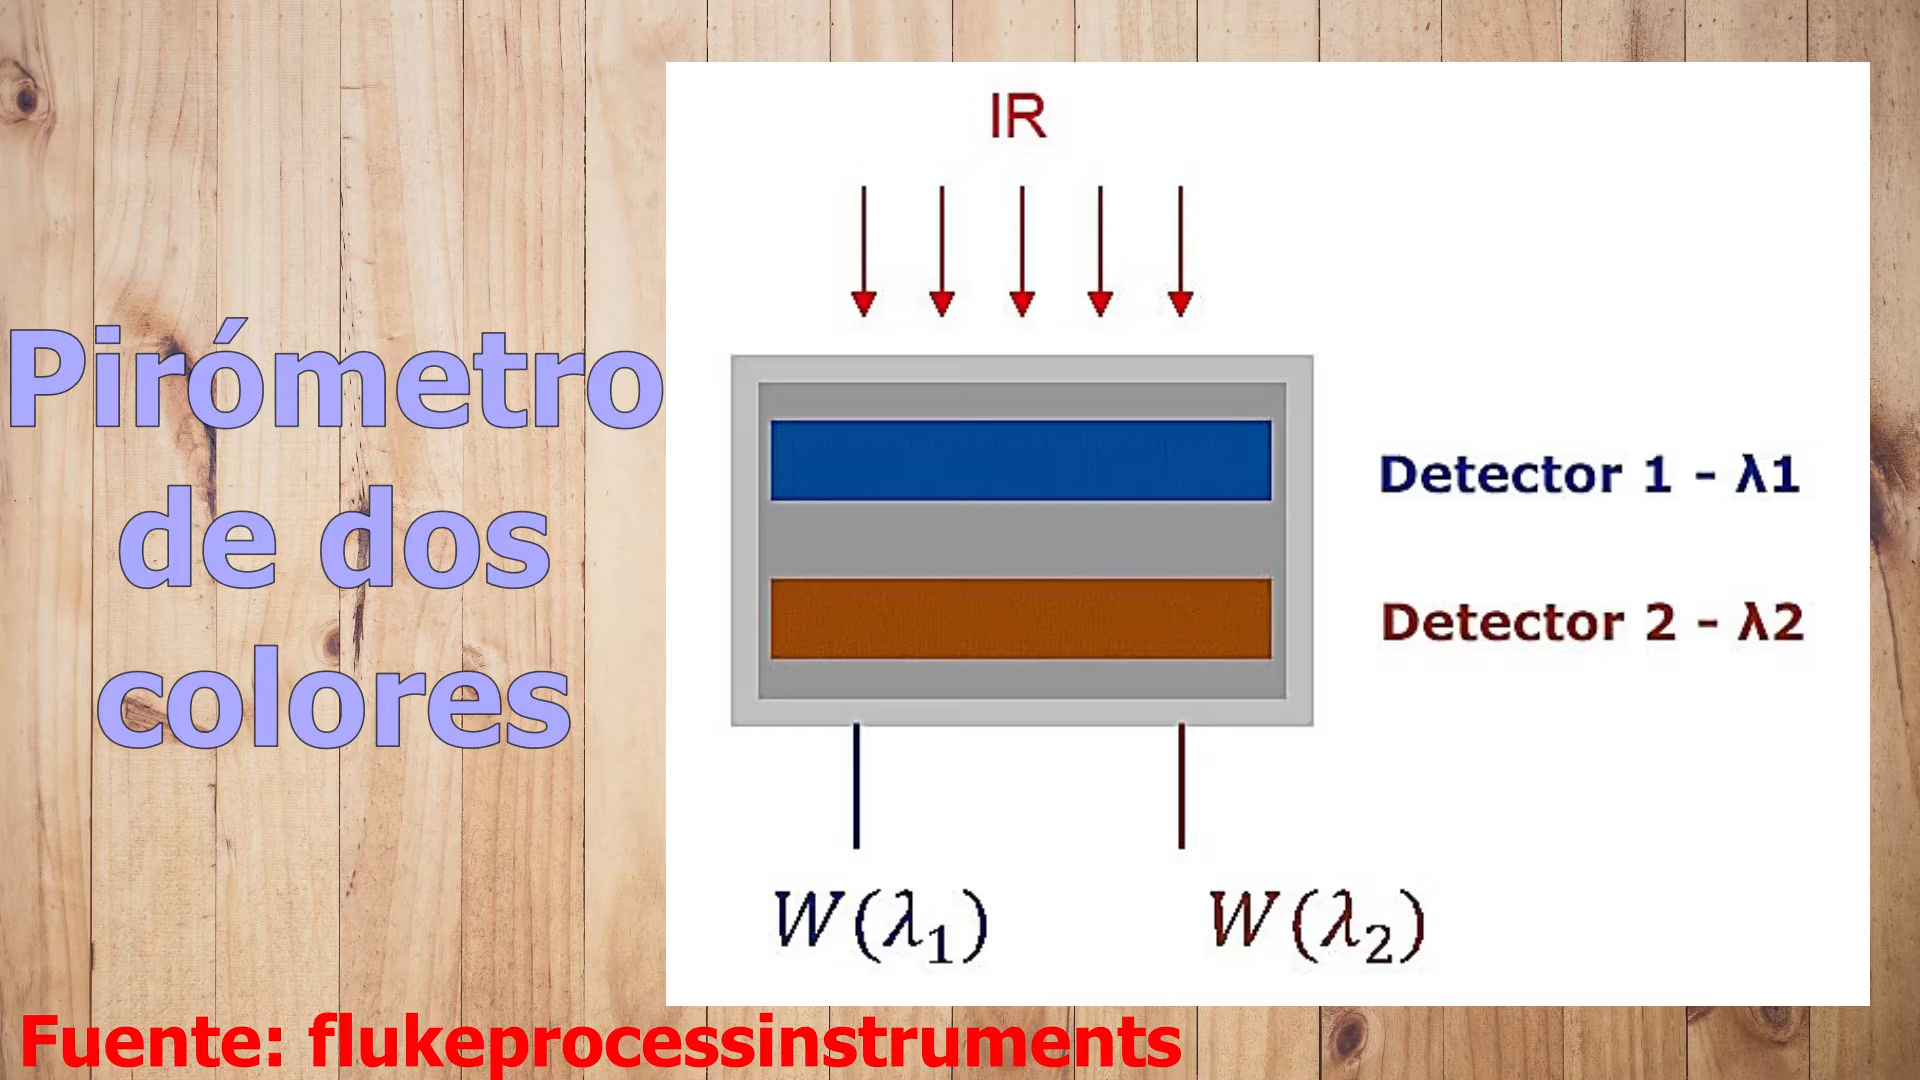 Pirómetro
de dos
colores
IR
Detector 1 - λ1
Detector 2 - λ2
W(λ₁)
W(λ₂)
Fuente: flukeprocessinstruments